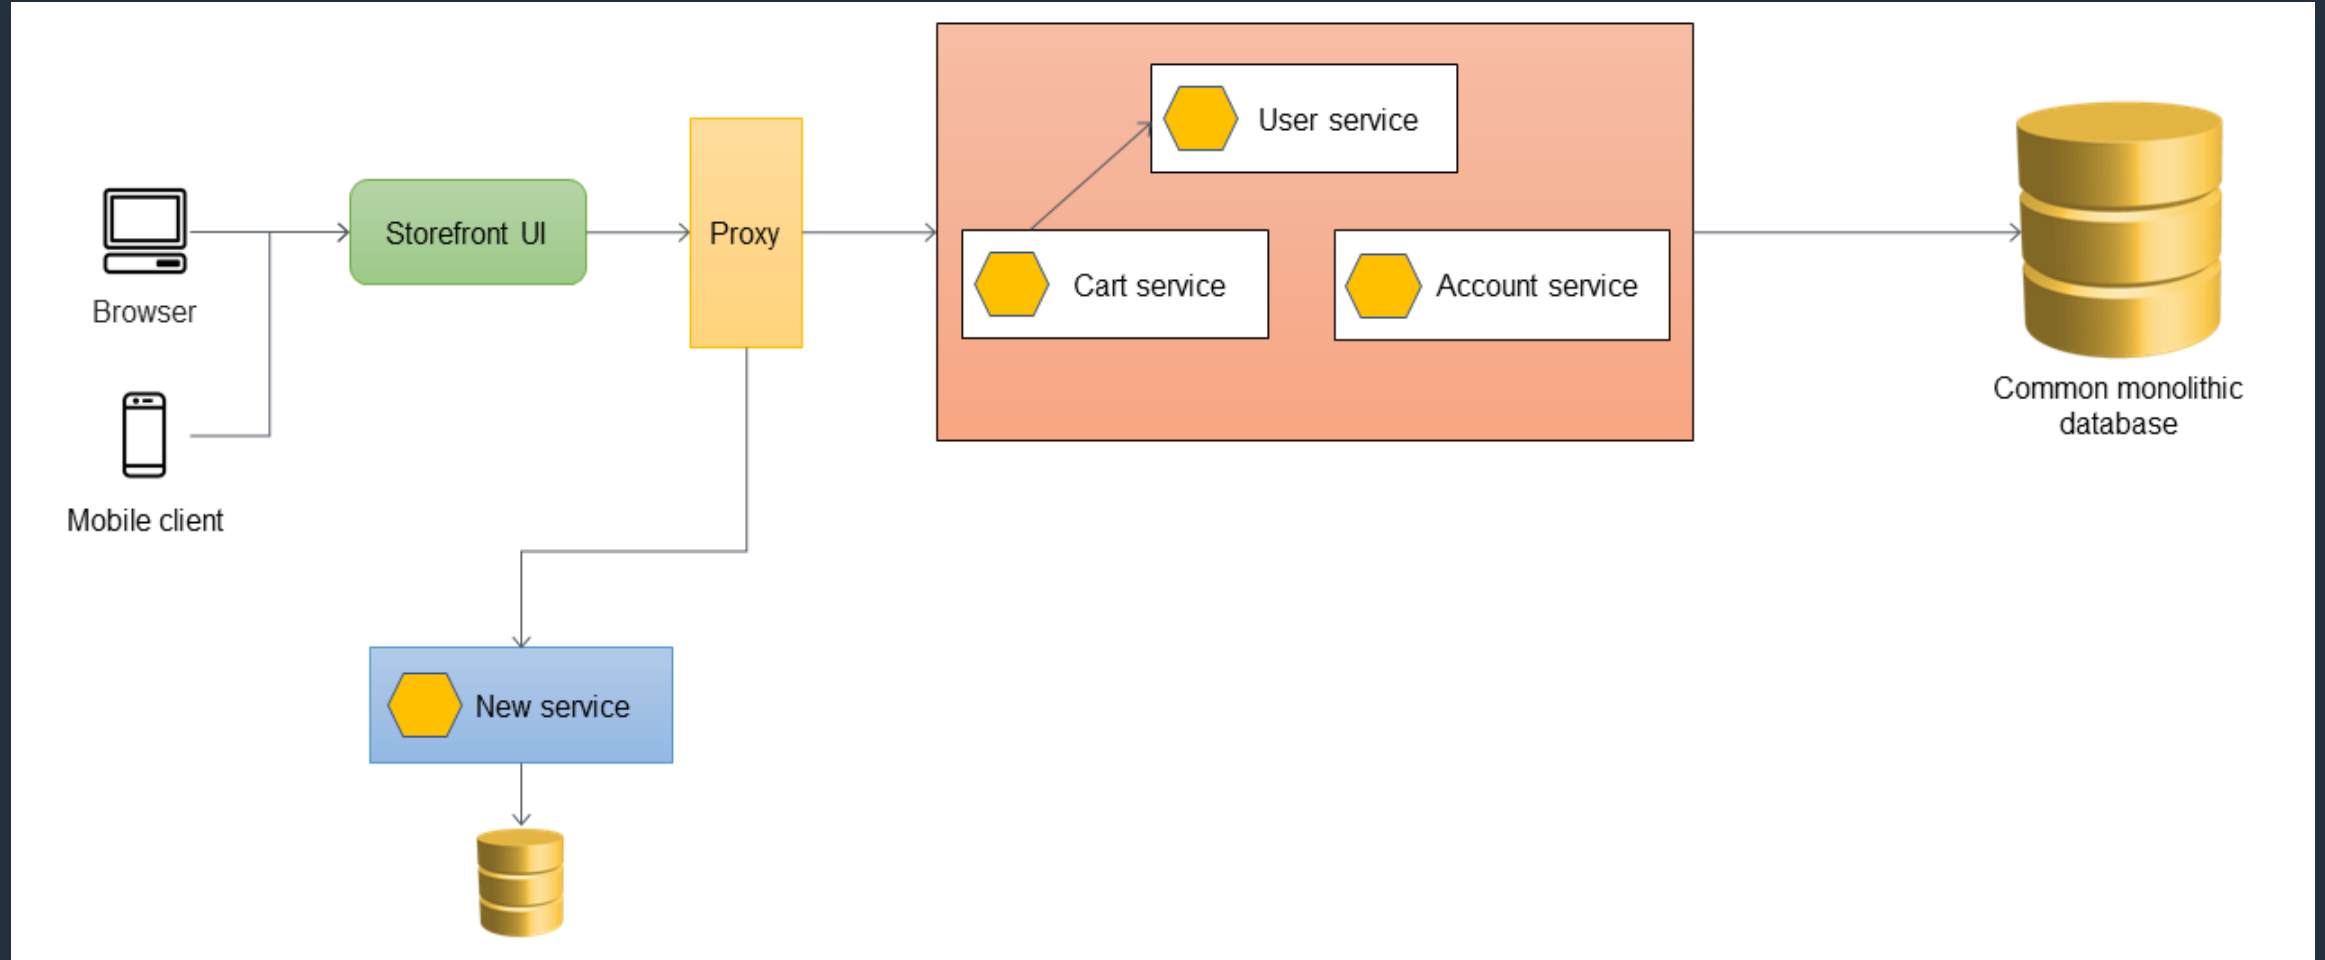 User service
Storefront UI
Proxy
Cart service
Account service
Browser
Common monolithic
database
Mobile client
New service